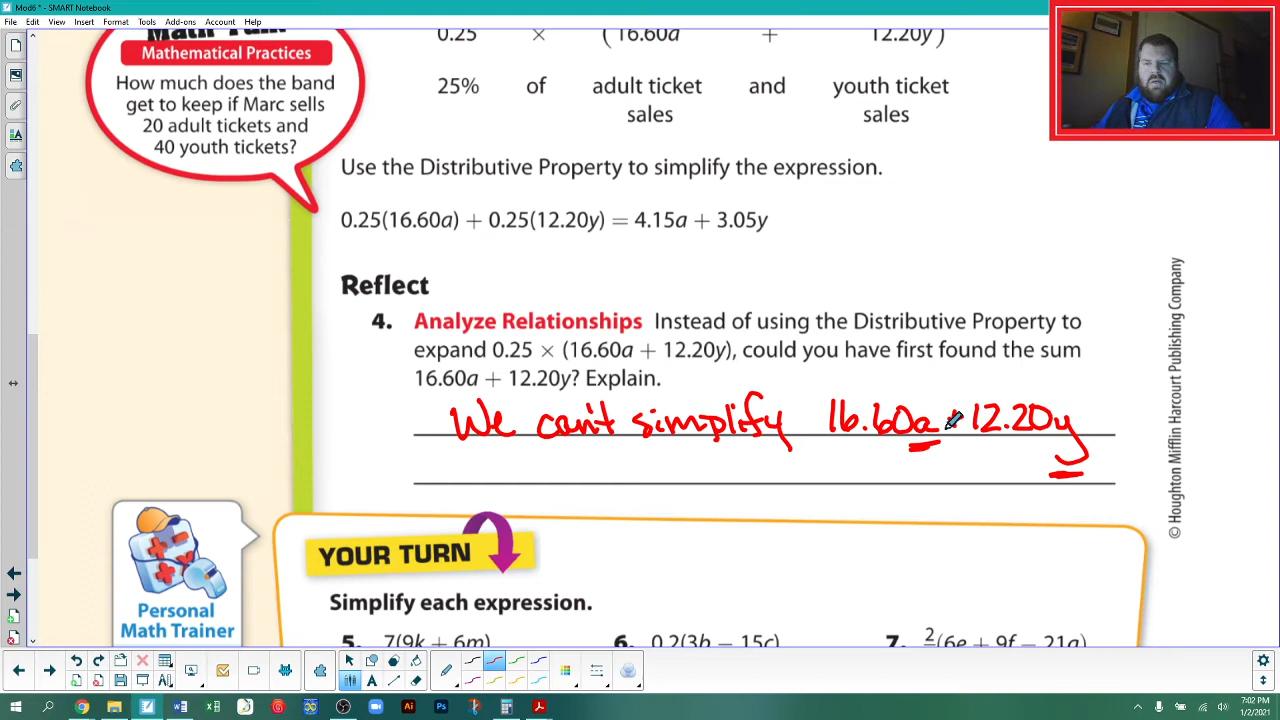 Mod6 * - SMART Notebook
File Edit View Insert Format Tools Add-ons Account Help
Math Talk
Mathematical Practices
How much does the band
get to keep if Marc sells
20 adult tickets and
40 youth tickets?
0.25 × ( 16.60a + 12.20y )
25% of adult ticket and youth ticket
sales sales
Use the Distributive Property to simplify the expression.
0.25(16.60a) + 0.25(12.20y) = 4.15a + 3.05y
Reflect
4. Analyze Relationships Instead of using the Distributive Property to
expand 0.25 × (16.60a + 12.20y), could you have first found the sum
16.60a + 12.20y? Explain.
We can't simplify 16.60a + 12.20y
© Houghton Mifflin Harcourt Publishing Company
YOUR TURN
Personal
Math Trainer
Simplify each expression.
5. 7(9k + 6m) 6. 0.2(3b − 15c) 7. 2/ (6e + 9f − 21g)
7:02 PM
1/2/2021